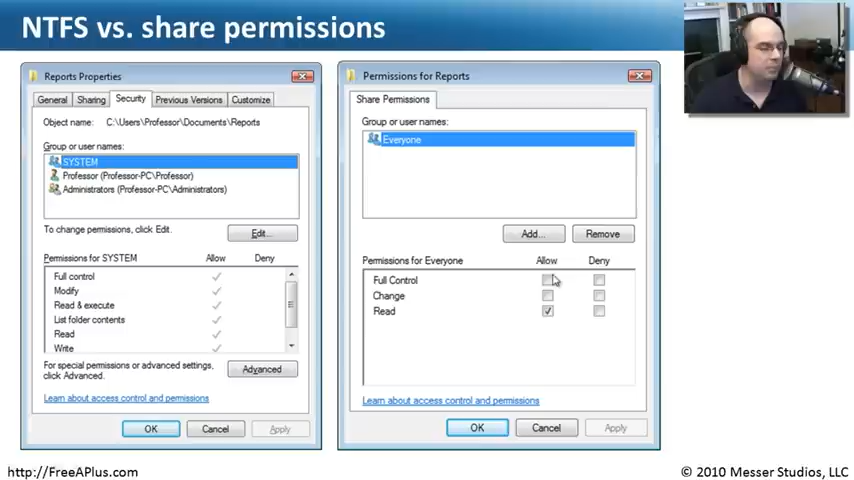 NTFS vs. share permissions
Reports Properties
General
Sharing
Security
Previous Versions
Customize
Object name: C:\Users\Professor\Documents\Reports
Group or user names:
SYSTEM
Professor (Professor-PC\Professor)
Administrators (Professor-PC\Administrators)
To change permissions, click Edit.
Edit...
Permissions for SYSTEM Allow Deny
Full control
Modify
Read & execute
List folder contents
Read
Write
For special permissions or advanced settings,
click Advanced.
Advanced
Learn about access control and permissions
OK
Cancel
Apply
Permissions for Reports
Share Permissions
Group or user names:
Everyone
Add...
Remove
Permissions for Everyone Allow Deny
Full Control
Change
Read
Learn about access control and permissions
OK
Cancel
Apply
http://FreeAPlus.com
© 2010 Messer Studios, LLC